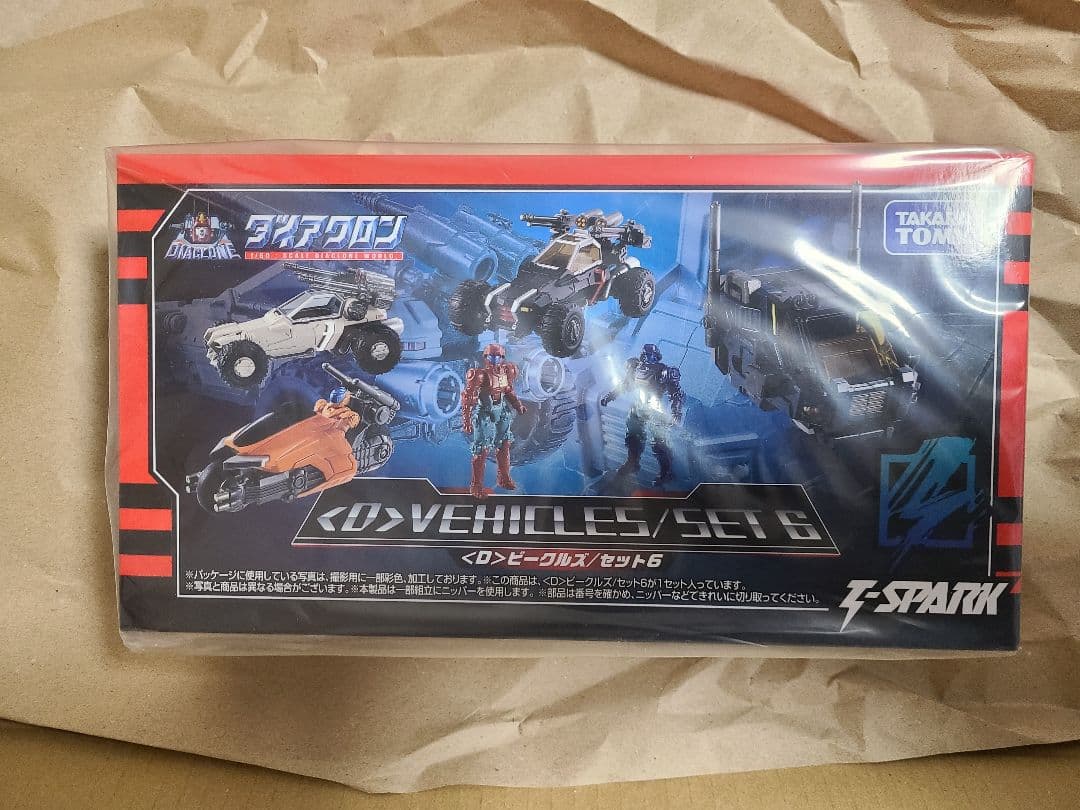 DIACLONE
ダイアクロン
1/60 SCALE DIACLONE WORLD
TAKARA
TOMY
<D>VEHICLES/SET 6
<D>ビークルズ/セット6
※パッケージに使用している写真は、撮影用に一部彩色、加工しております。※この商品は、<D>ビークルズ/セット6が1セット入っています。
※写真と商品は異なる場合がございます。※本製品は一部組立にニッパーを使用します。※部品は番号を確かめ、ニッパーなどできれいに切り取ってください。
T-SPARK